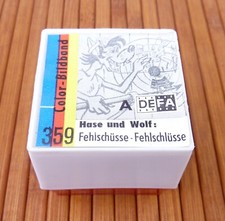 Color-Bildband
A DEFA
359
Hase und Wolf:
Fehlschüsse - Fehlschlüsse